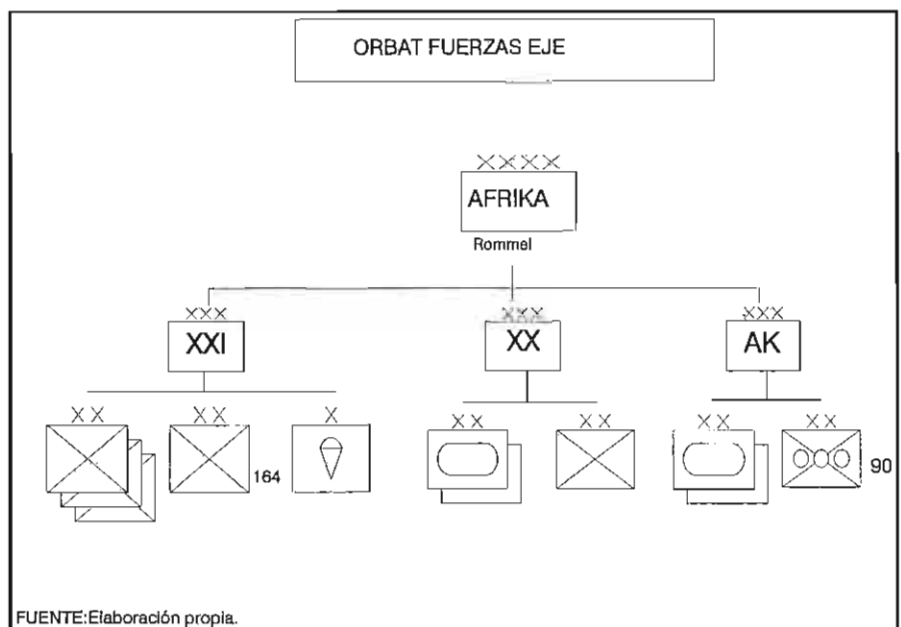 ORBAT FUERZAS EJE
XXXX
AFRIKA
Rommel
XXX XXX XXX
XXI XX AK
XX XX X XX XX XX XX
164 90
FUENTE:Elaboración propia.